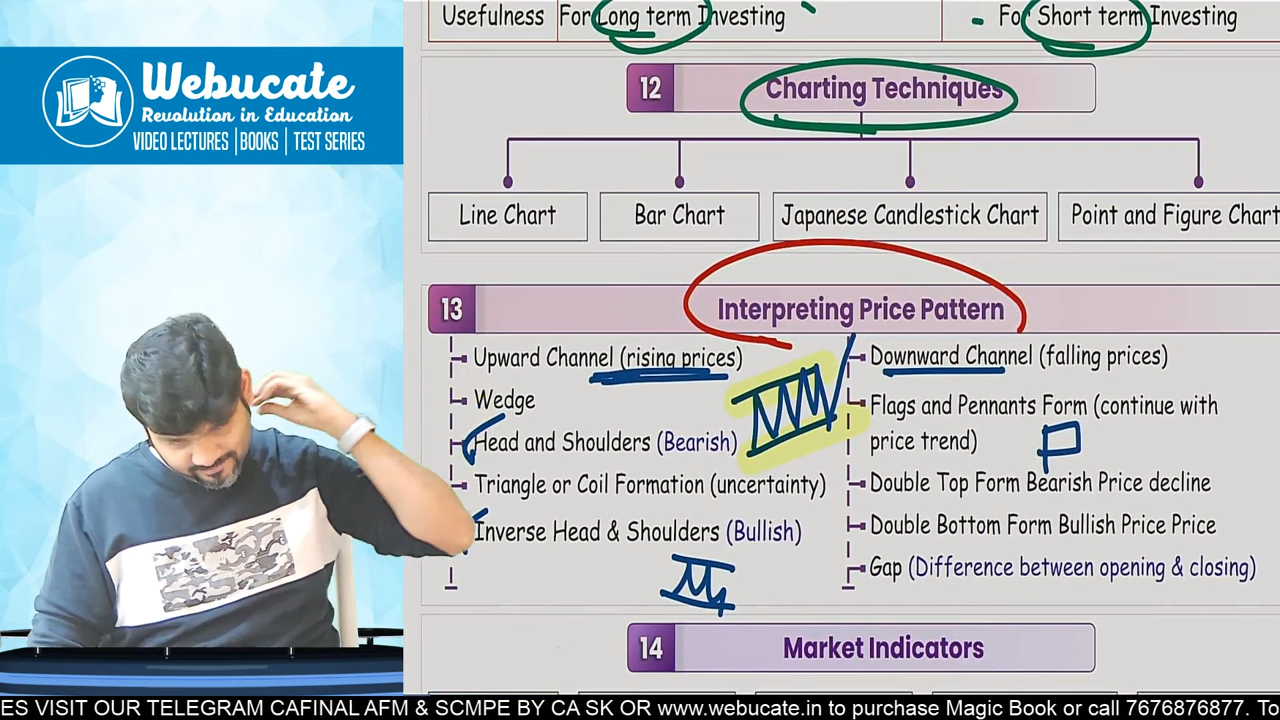 Webucate
Revolution in Education
VIDEO LECTURES | BOOKS | TEST SERIES
Usefulness For Long term Investing For Short term Investing
12 Charting Techniques
Line Chart Bar Chart Japanese Candlestick Chart Point and Figure Chart
13 Interpreting Price Pattern
Upward Channel (rising prices)
Wedge
Head and Shoulders (Bearish)
Triangle or Coil Formation (uncertainty)
Inverse Head & Shoulders (Bullish)
Downward Channel (falling prices)
Flags and Pennants Form (continue with
price trend)
Double Top Form Bearish Price decline
Double Bottom Form Bullish Price Price
Gap (Difference between opening & closing)
14 Market Indicators
ES VISIT OUR TELEGRAM CAFINAL AFM & SCMPE BY CA SK OR www.webucate.in to purchase Magic Book or call 7676876877. To